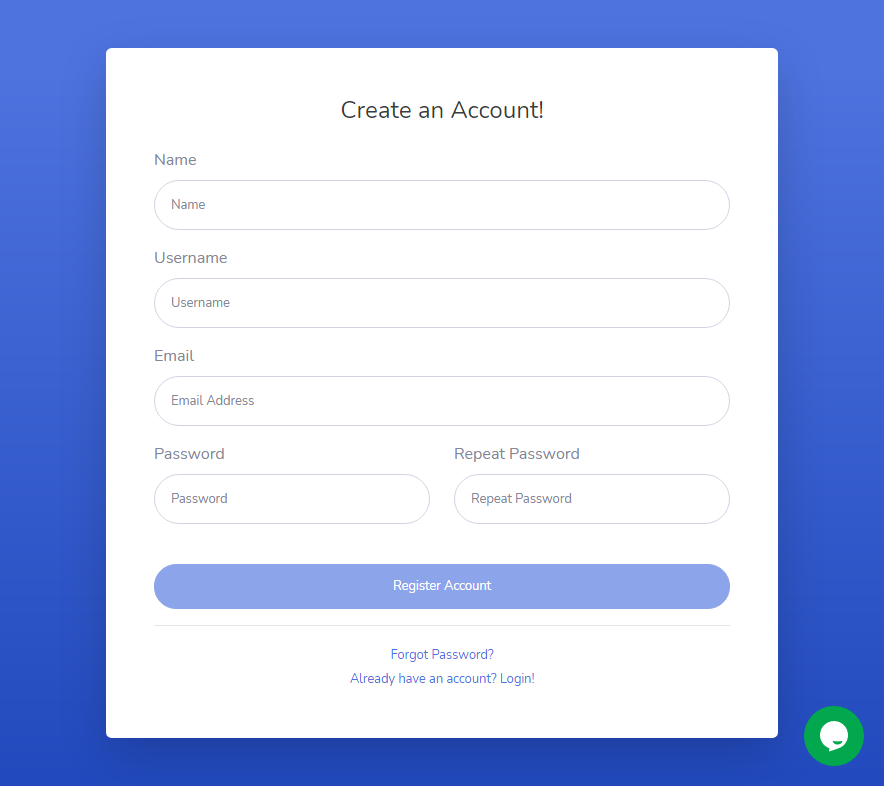 Create an Account!
Name
Name
Username
Username
Email
Email Address
Password Repeat Password
Password Repeat Password
Register Account
Forgot Password?
Already have an account? Login!